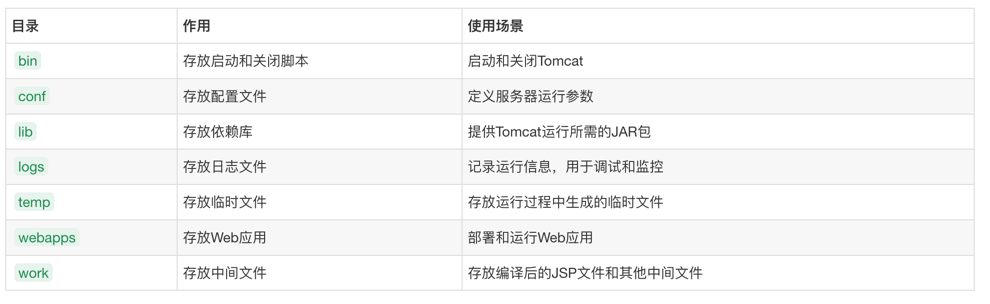 目录 作用 使用场景
bin 存放启动和关闭脚本 启动和关闭Tomcat
conf 存放配置文件 定义服务器运行参数
lib 存放依赖库 提供Tomcat运行所需的JAR包
logs 存放日志文件 记录运行信息，用于调试和监控
temp 存放临时文件 存放运行过程中生成的临时文件
webapps 存放Web应用 部署和运行Web应用
work 存放中间文件 存放编译后的JSP文件和其他中间文件